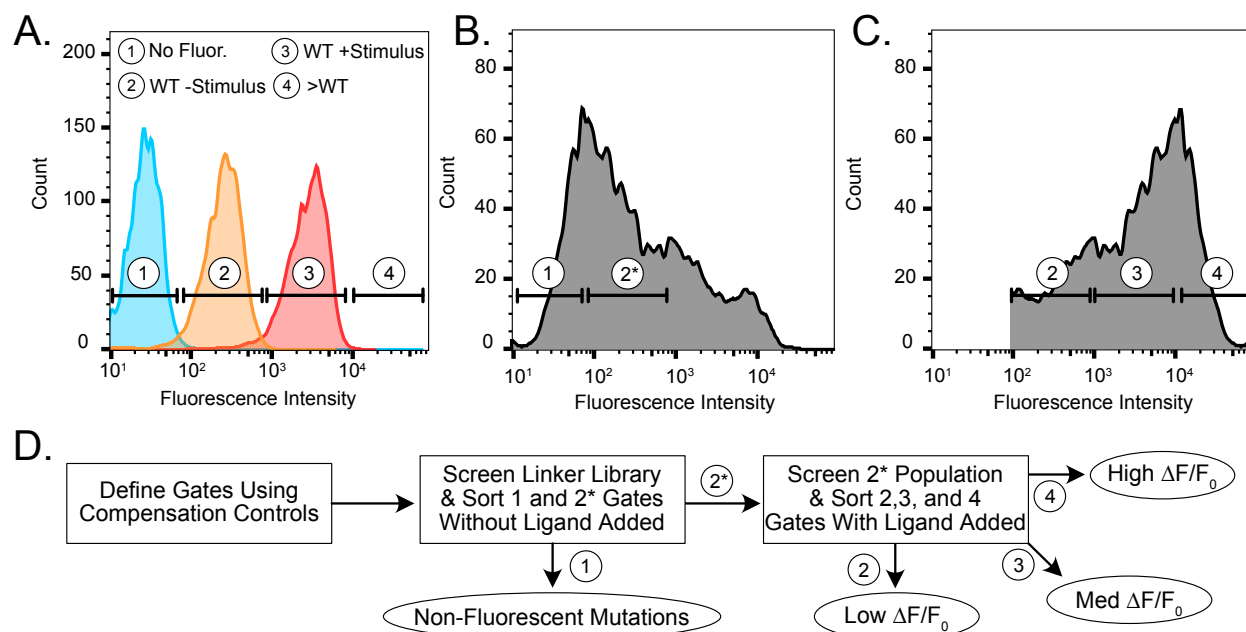 A.
200
150
100
50
0
Count
1 No Fluor.
3 WT +Stimulus
2 WT -Stimulus
4 >WT
1
2
3
4
10¹
10²
10³
10⁴
Fluorescence Intensity
B.
80
60
40
20
0
Count
1
2*
10¹
10²
10³
10⁴
Fluorescence Intensity
C.
80
60
40
20
0
Count
2
3
4
10¹
10²
10³
10⁴
Fluorescence Intensity
D.
Define Gates Using
Compensation Controls
Screen Linker Library
& Sort 1 and 2* Gates
Without Ligand Added
2*
Screen 2* Population
& Sort 2,3, and 4
Gates With Ligand Added
4
High ΔF/F₀
1
2
3
Non-Fluorescent Mutations
Low ΔF/F₀
Med ΔF/F₀